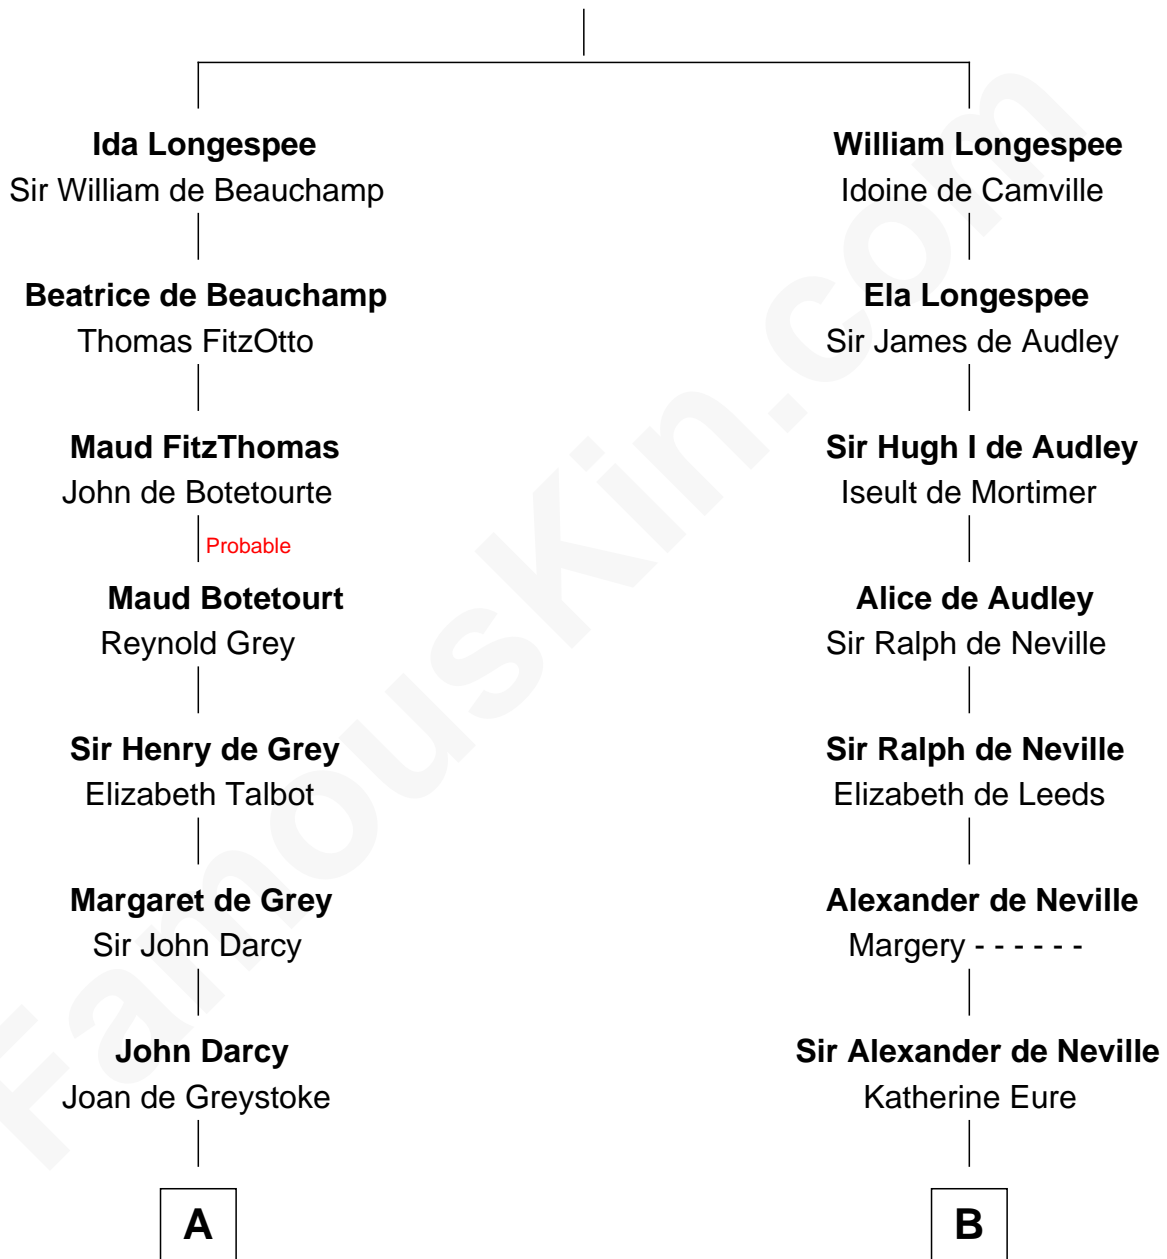 Ida Longespee
Sir William de Beauchamp
Beatrice de Beauchamp
Thomas FitzOtto
Maud FitzThomas
John de Botetourte
Probable
Maud Botetourt
Reynold Grey
Sir Henry de Grey
Elizabeth Talbot
Margaret de Grey
Sir John Darcy
John Darcy
Joan de Greystoke
A
William Longespee
Idoine de Camville
Ela Longespee
Sir James de Audley
Sir Hugh I de Audley
Iseult de Mortimer
Alice de Audley
Sir Ralph de Neville
Sir Ralph de Neville
Elizabeth de Leeds
Alexander de Neville
Margery - - - - - -
Sir Alexander de Neville
Katherine Eure
B
FamousKin.com